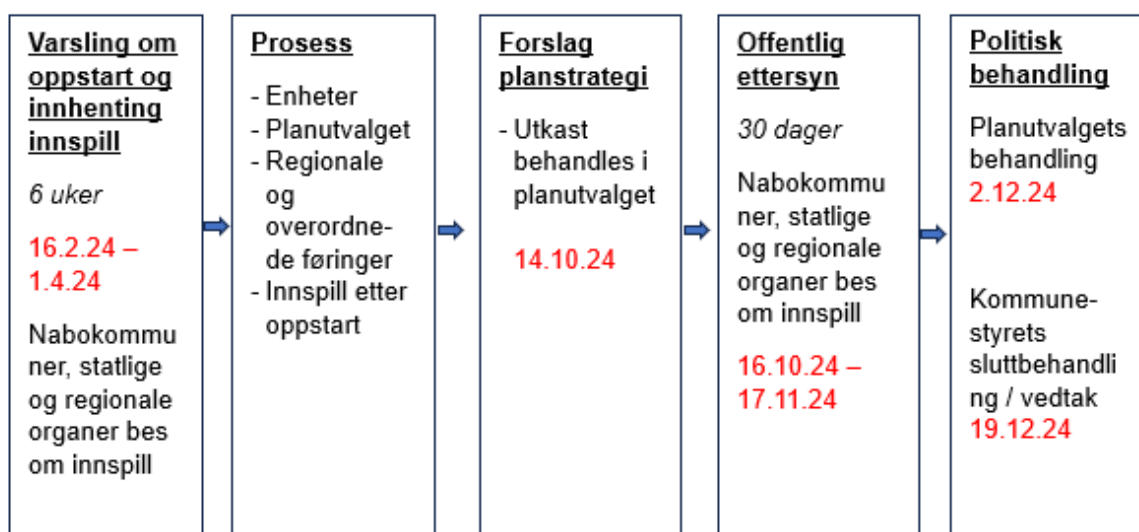 Varsling om
oppstart og
innhenting
innspill
6 uker
16.2.24 –
1.4.24
Nabokommu
ner, statlige
og regionale
organer bes
om innspill
Prosess
- Enheter
- Planutvalget
- Regionale
og
overordne-
de føringer
- Innspill etter
oppstart
Forslag
planstrategi
- Utkast
behandles i
planutvalget
14.10.24
Offentlig
ettersyn
30 dager
Nabokommu
ner, statlige
og regionale
organer bes
om innspill
16.10.24 –
17.11.24
Politisk
behandling
Planutvalgets
behandling
2.12.24
Kommune-
styrets
sluttbehandli
ng / vedtak
19.12.24